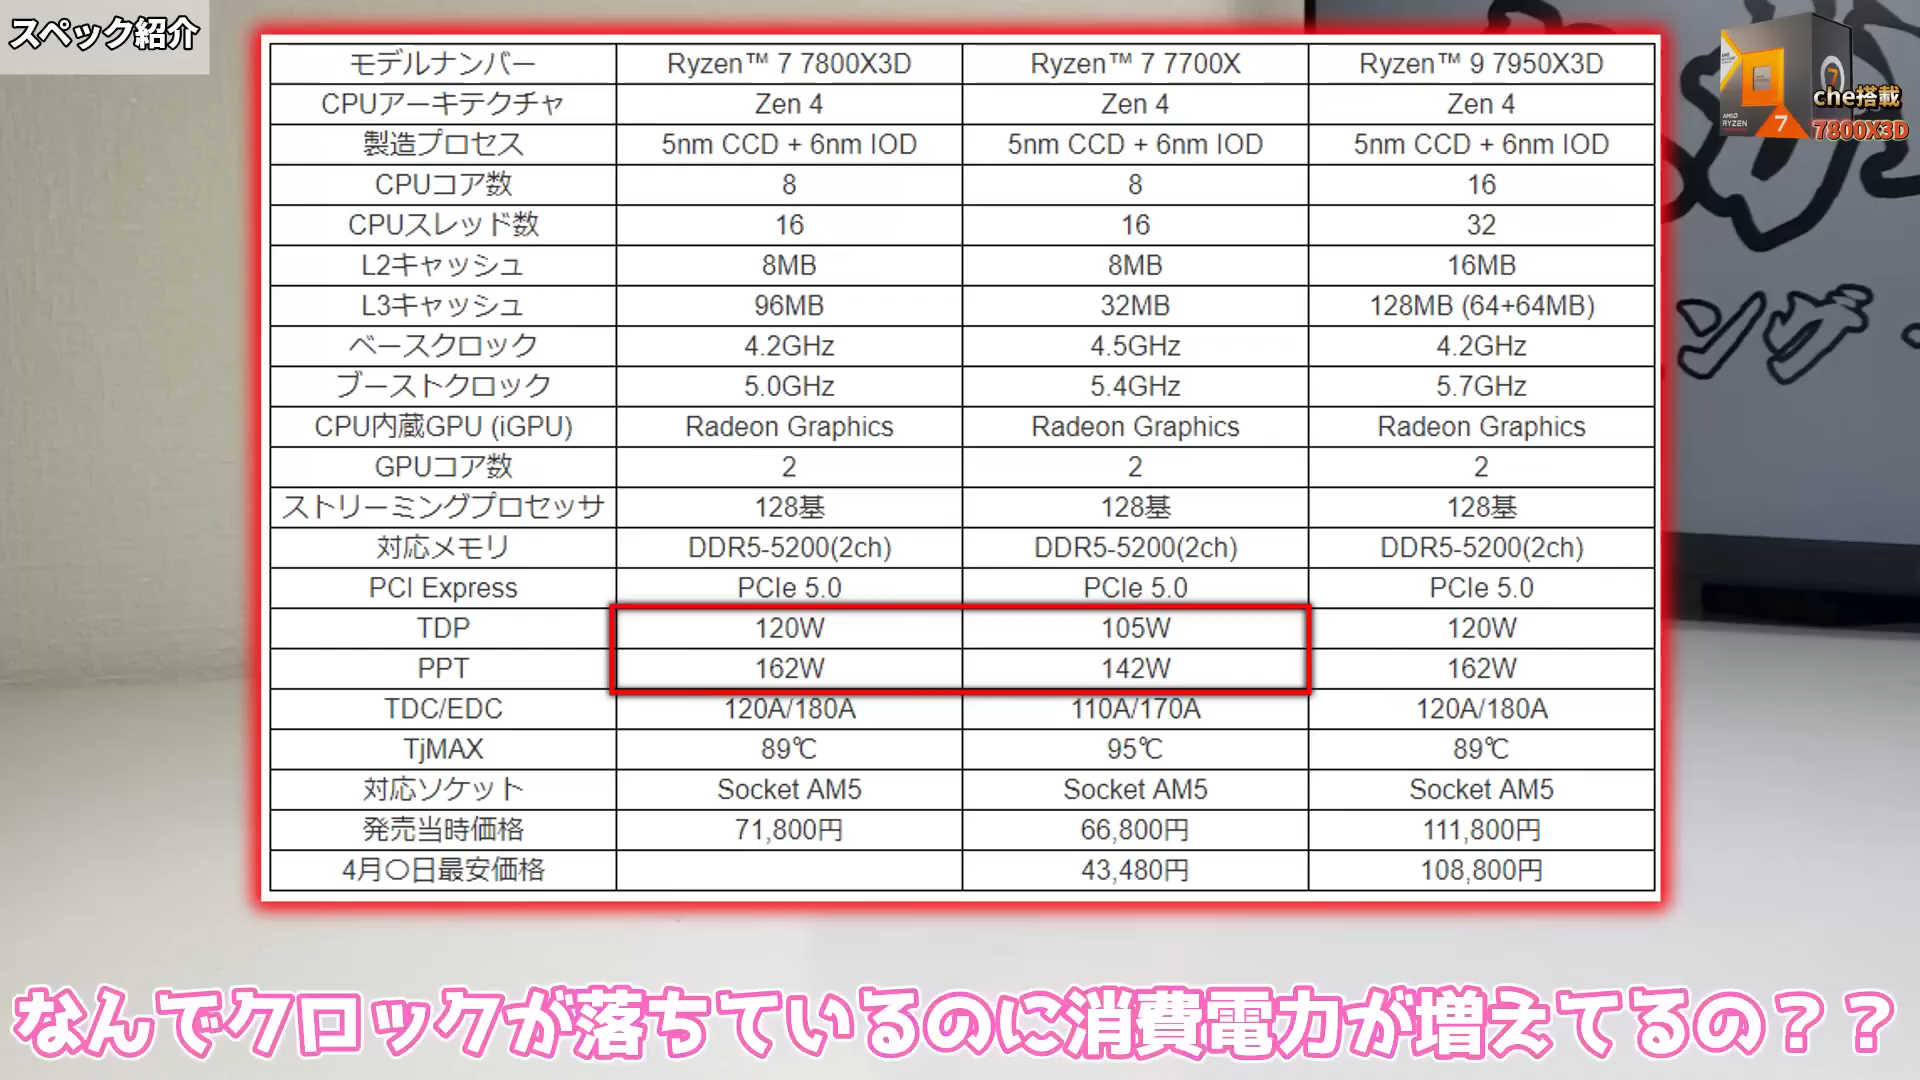 スペック紹介
モデルナンバー Ryzen™ 7 7800X3D Ryzen™ 7 7700X Ryzen™ 9 7950X3D
CPUアーキテクチャ Zen 4 Zen 4 Zen 4
製造プロセス 5nm CCD + 6nm IOD 5nm CCD + 6nm IOD 5nm CCD + 6nm IOD
CPUコア数 8 8 16
CPUスレッド数 16 16 32
L2キャッシュ 8MB 8MB 16MB
L3キャッシュ 96MB 32MB 128MB (64+64MB)
ベースクロック 4.2GHz 4.5GHz 4.2GHz
ブーストクロック 5.0GHz 5.4GHz 5.7GHz
CPU内蔵GPU (iGPU) Radeon Graphics Radeon Graphics Radeon Graphics
GPUコア数 2 2 2
ストリーミングプロセッサ 128基 128基 128基
対応メモリ DDR5-5200(2ch) DDR5-5200(2ch) DDR5-5200(2ch)
PCI Express PCIe 5.0 PCIe 5.0 PCIe 5.0
TDP 120W 105W 120W
PPT 162W 142W 162W
TDC/EDC 120A/180A 110A/170A 120A/180A
TjMAX 89℃ 95℃ 89℃
対応ソケット Socket AM5 Socket AM5 Socket AM5
発売当時価格 71,800円 66,800円 111,800円
4月〇日最安価格 43,480円 108,800円
AMD
RYZEN
7
7
che搭載
7800X3D
ング
なんでクロックが落ちているのに消費電力が増えてるの？？